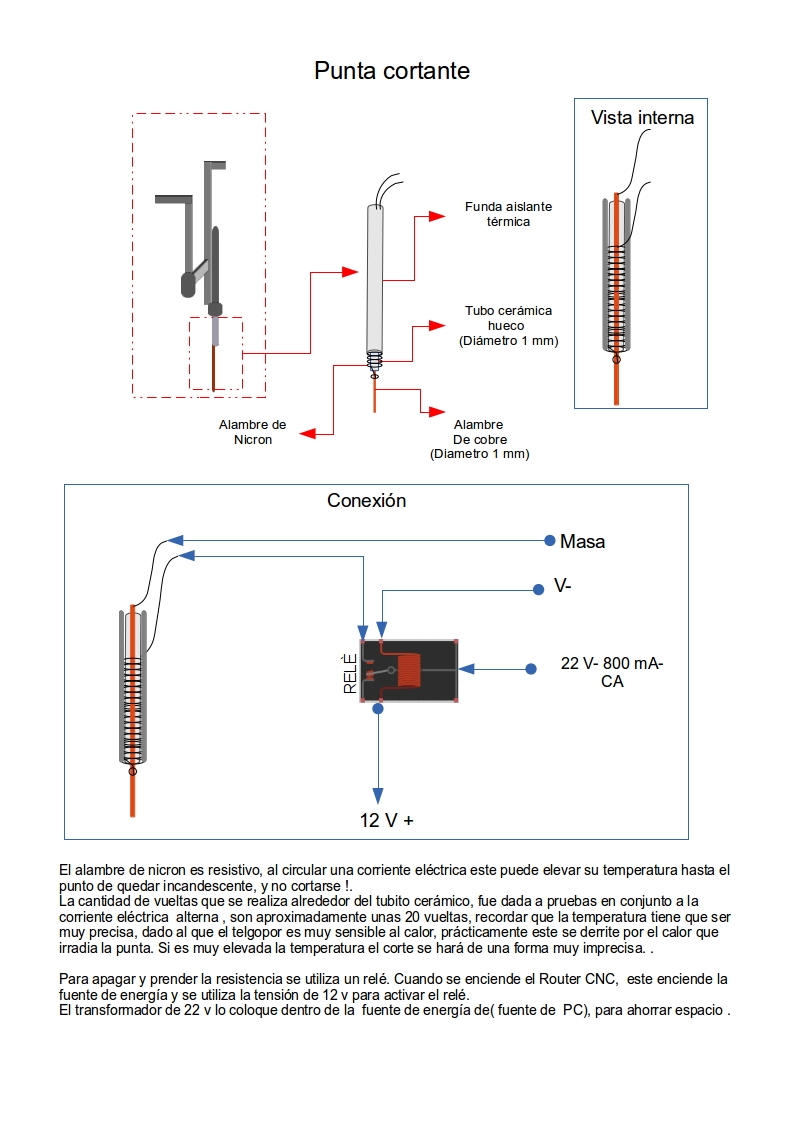 Punta cortante
Vista interna
Funda aislante
térmica
Tubo cerámica
hueco
(Diámetro 1 mm)
Alambre de
Nicron
Alambre
De cobre
(Diametro 1 mm)
Conexión
Masa
V-
RELÈ
22 V- 800 mA-
CA
12 V +
El alambre de nicron es resistivo, al circular una corriente eléctrica este puede elevar su temperatura hasta el
punto de quedar incandescente, y no cortarse !.
La cantidad de vueltas que se realiza alrededor del tubito cerámico, fue dada a pruebas en conjunto a la
corriente eléctrica alterna , son aproximadamente unas 20 vueltas, recordar que la temperatura tiene que ser
muy precisa, dado al que el telgopor es muy sensible al calor, prácticamente este se derrite por el calor que
irradia la punta. Si es muy elevada la temperatura el corte se hará de una forma muy imprecisa. .
Para apagar y prender la resistencia se utiliza un relé. Cuando se enciende el Router CNC, este enciende la
fuente de energía y se utiliza la tensión de 12 v para activar el relé.
El transformador de 22 v lo coloque dentro de la fuente de energía de( fuente de PC), para ahorrar espacio .